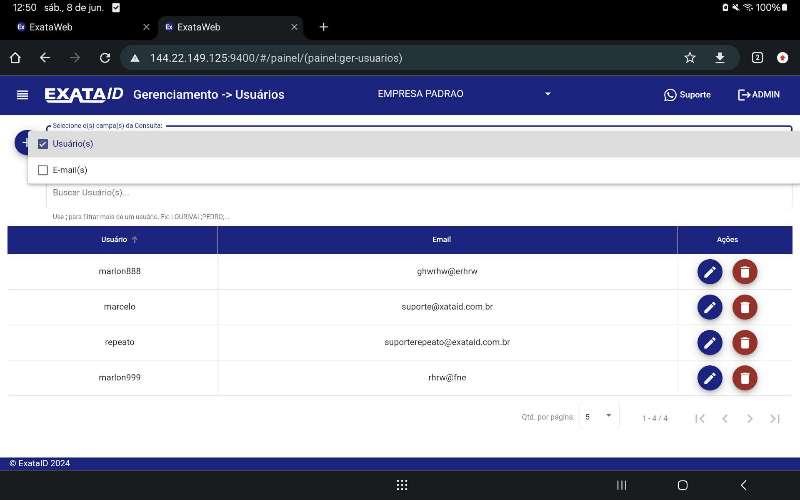 12:50 sáb., 8 de jun. 100%
ExataWeb ExataWeb
144.22.149.125:9400/#/painel/(painel:ger-usuarios) 2
EXATAID Gerenciamento -> Usuários EMPRESA PADRAO Suporte ADMIN
Selecione o(s) campo(s) da Consulta:
Usuário(s)
E-mail(s)
Buscar Usuário(s)...
Use ; para filtrar mais de um usuário. Ex:
Usuário Email Ações
marlon888 ghwrhw@erhrw
marcelo suporte@xataid.com.br
repeato suporterepeato@exataid.com.br
marlon999 rhrw@fne
Qtd. por página: 5 1 - 4 / 4
© ExataID 2024